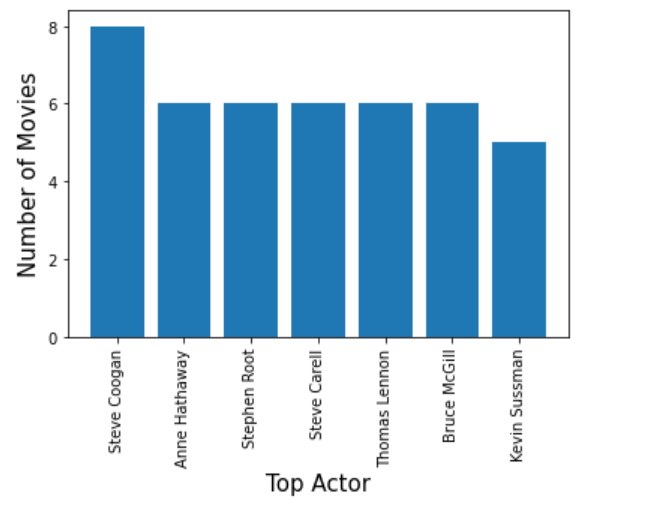 8
6
4
2
0
Number of Movies
Steve Coogan
Anne Hathaway
Stephen Root
Steve Carell
Thomas Lennon
Bruce McGill
Kevin Sussman
Top Actor